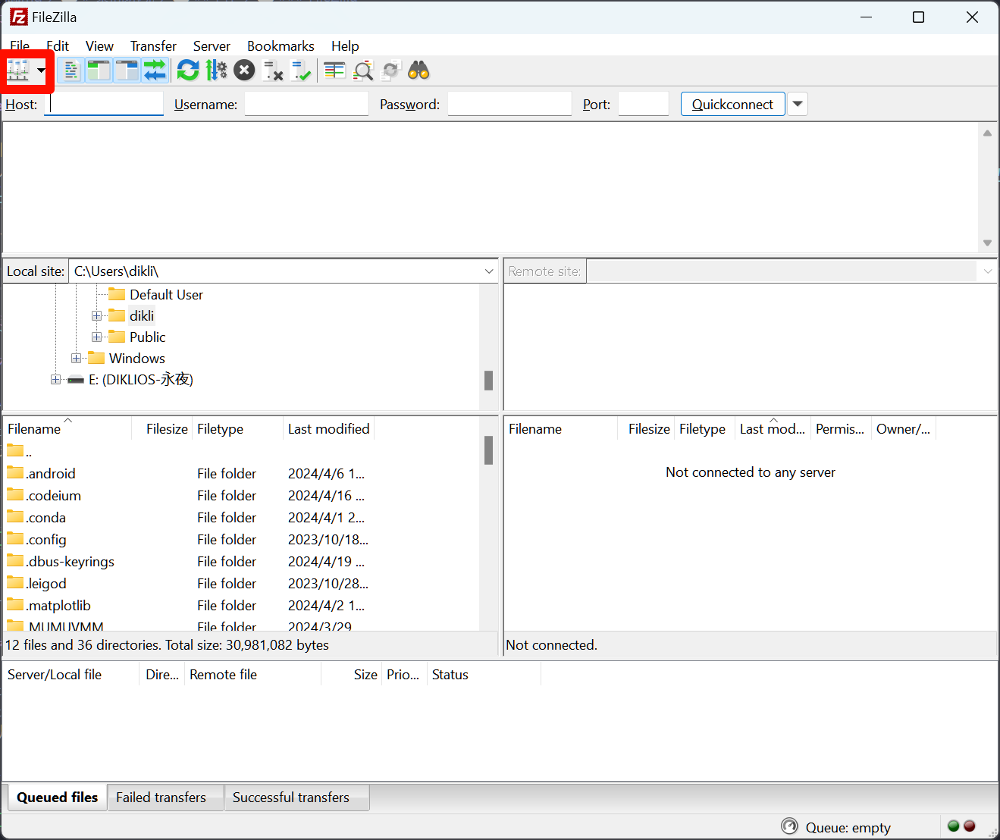 FileZilla
File Edit View Transfer Server Bookmarks Help
Host: Username: Password: Port: Quickconnect
Local site: C:\Users\dikli\
Remote site:
Default User
dikli
Public
Windows
E: (DIKLIOS-永夜)
Filename Filesize Filetype Last modified
..
.android File folder 2024/4/6 1...
.codeium File folder 2024/4/16 ...
.conda File folder 2024/4/1 2...
.config File folder 2023/10/18...
.dbus-keyrings File folder 2024/4/19 ...
.leigod File folder 2023/10/28...
.matplotlib File folder 2024/4/2 1...
.MUMUVMM File folder 2024/3/29
12 files and 36 directories. Total size: 30,981,082 bytes
Filename Filesize Filetype Last mod... Permis... Owner/...
Not connected to any server
Not connected.
Server/Local file Dire... Remote file Size Prio... Status
Queued files Failed transfers Successful transfers
Queue: empty